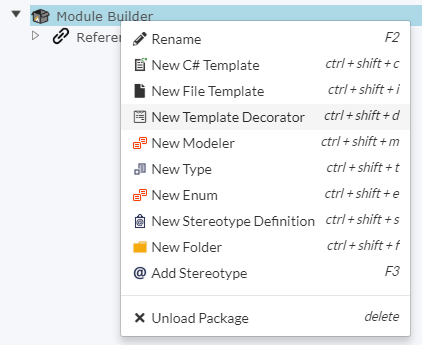 Module Builder
Refere
Rename F2
New C# Template ctrl + shift + c
New File Template ctrl + shift + i
New Template Decorator ctrl + shift + d
New Modeler ctrl + shift + m
New Type ctrl + shift + t
New Enum ctrl + shift + e
New Stereotype Definition ctrl + shift + s
New Folder ctrl + shift + f
@ Add Stereotype F3
Unload Package delete